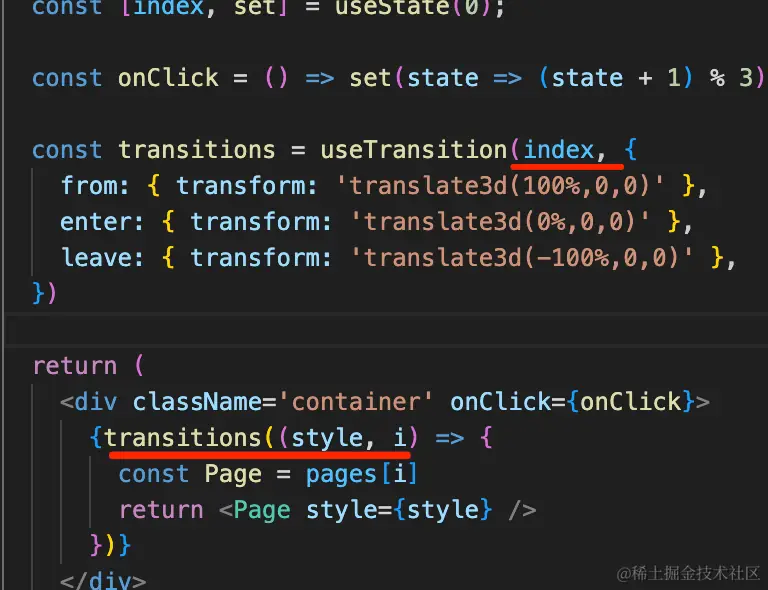 const [index, set] = useState(0);
const onClick = () => set(state => (state + 1) % 3)
const transitions = useTransition(index, {
from: { transform: 'translate3d(100%,0,0)' },
enter: { transform: 'translate3d(0%,0,0)' },
leave: { transform: 'translate3d(-100%,0,0)' },
})
return (
<div className='container' onClick={onClick}>
{transitions((style, i) => {
const Page = pages[i]
return <Page style={style} />
})}
</div>
@稀土掘金技术社区